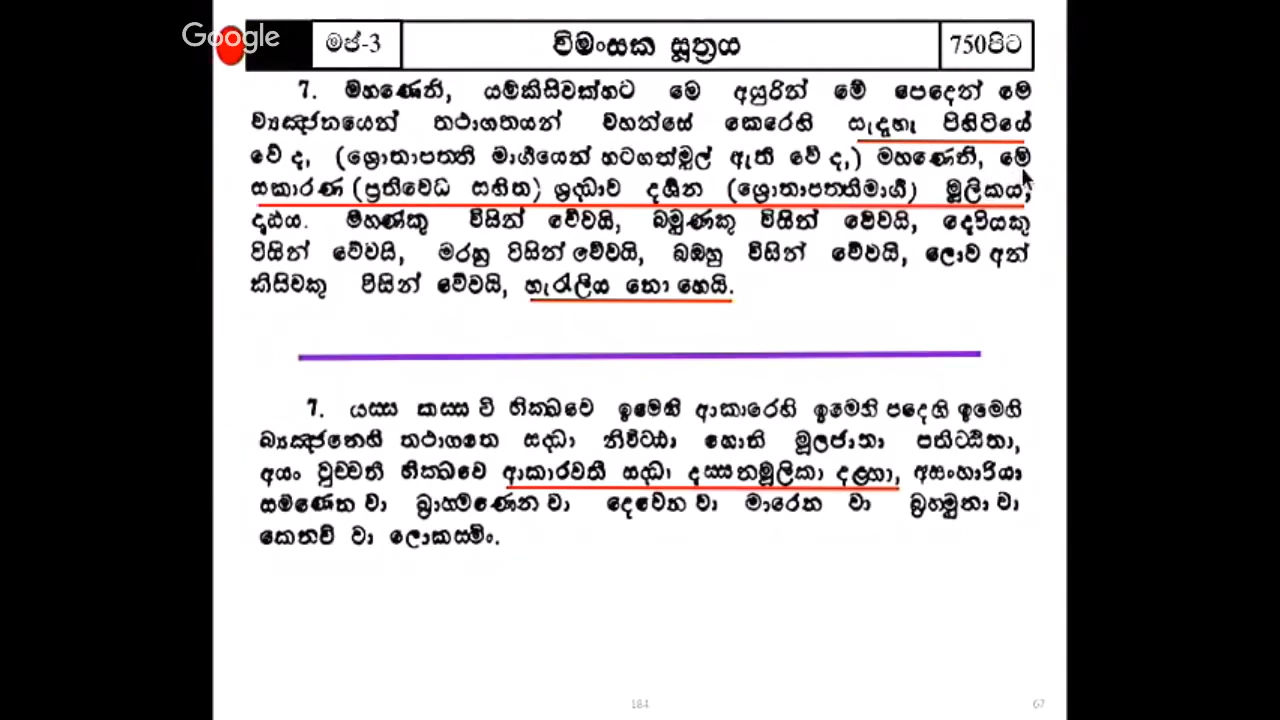 Google
මජ්-3 විමංසක සූත්‍රය 750පිට
7. මහණෙනි, යම්කිසිවක්හට මෙ අයුරින් මේ පෙදෙන් මෙ
ව්‍යඤ්ජනයෙන් තථාගතයන් වහන්සේ කෙරෙහි සැදැහැ පිහිටියේ
වේ ද, (ශ්‍රොතාපත්ති මාර්ගයෙන් හටගත්මුල් ඇති වේ ද,) මහණෙනි, මේ
සකාරණ (ප්‍රතිවේධ සහිත) ශ්‍රද්ධාව දර්ශන (ශ්‍රොතාපත්තිමාර්ග) මූලිකය,
දෘඪය. මහණකු විසින් වේවයි, බමුණකු විසින් වේවයි, දෙවියකු
විසින් වේවයි, මරහු විසින් වේවයි, බඹහු විසින් වේවයි, ලොව අන්
කිසිවකු විසින් වේවයි, හැරැලිය නො හෙයි.
7. යස්ස කස්ස චි භික්ඛවෙ ඉමෙහි ආකාරෙහි ඉමෙහි පදෙහි ඉමෙහි
බ්‍යඤ්ජනෙහි තථාගතෙ සද්ධා නිවිට්ඨා හොති මූලජාතා පතිට්ඨිතා,
අයං වුච්චති භික්ඛවෙ ආකාරවතී සද්ධා දස්සනමූලිකා දළ්හා, අසංහාරියා
සමණෙන වා බ්‍රාහ්මණෙන වා දෙවෙන වා මාරෙන වා බ්‍රහ්මුනා වා
කෙනචි වා ලොකස්මිං.
184 67